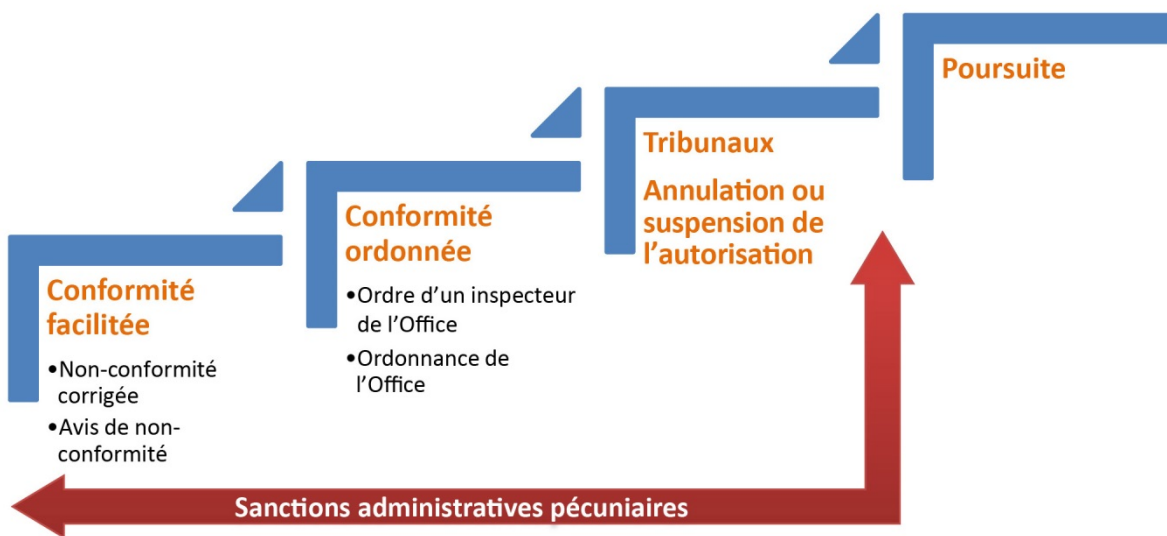 Conformité
facilitée
•Non-conformité
corrigée
•Avis de non-
conformité
Conformité
ordonnée
•Ordre d’un inspecteur
de l’Office
•Ordonnance de
l’Office
Tribunaux
Annulation ou
suspension de
l’autorisation
Poursuite
Sanctions administratives pécuniaires